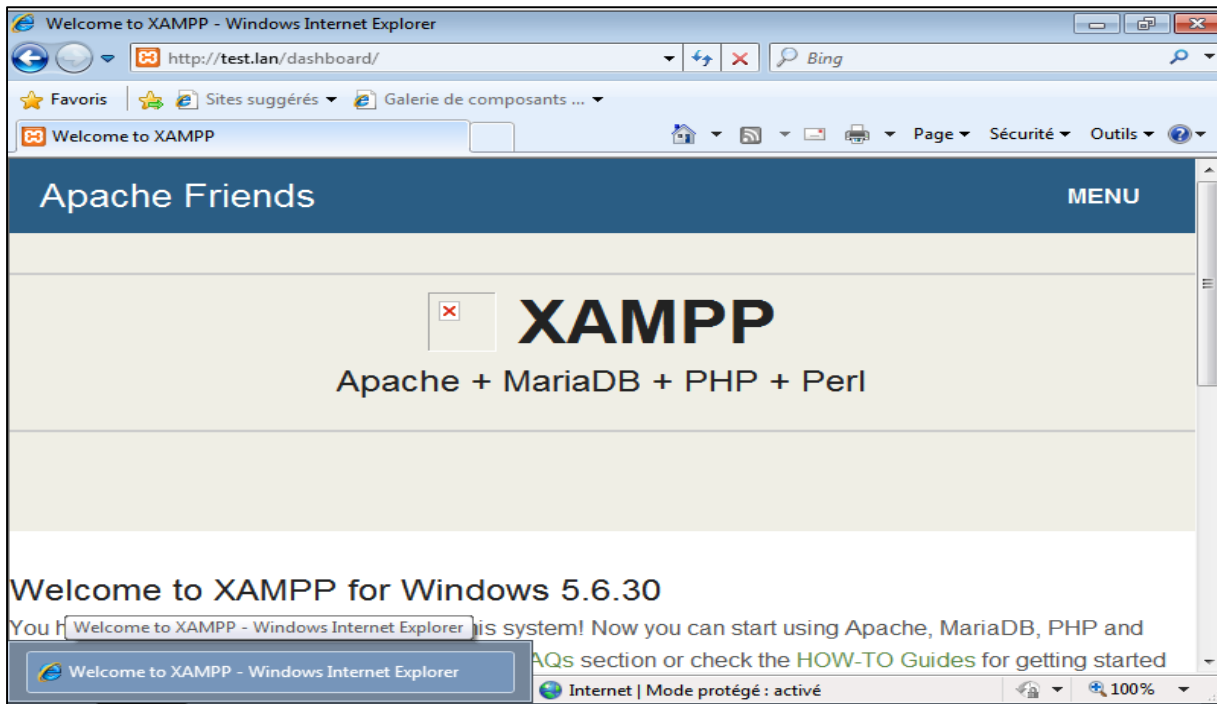 Welcome to XAMPP - Windows Internet Explorer
http://test.lan/dashboard/
Bing
Favoris Sites suggérés Galerie de composants ...
Welcome to XAMPP
Page Sécurité Outils
Apache Friends
MENU
XAMPP
Apache + MariaDB + PHP + Perl
Welcome to XAMPP for Windows 5.6.30
You Welcome to XAMPP - Windows Internet Explorer system! Now you can start using Apache, MariaDB, PHP and
Welcome to XAMPP - Windows Internet Explorer section or check the HOW-TO Guides for getting started
Internet | Mode protégé : activé
100%